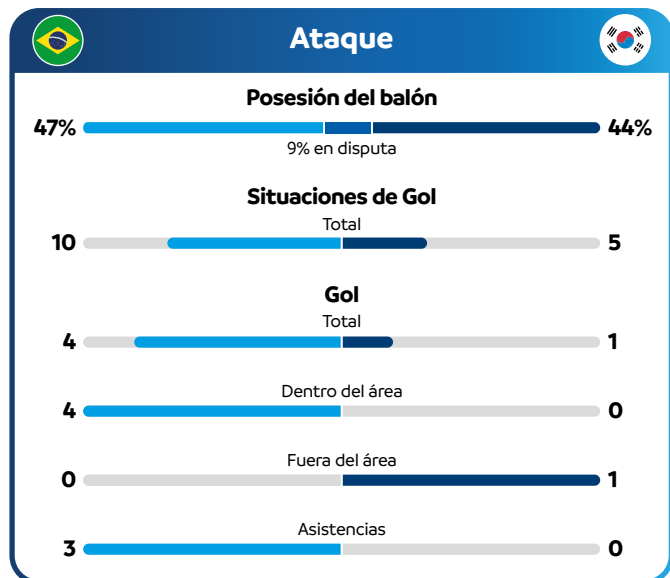 Ataque
Posesión del balón
47% 44%
9% en disputa
Situaciones de Gol
Total
10 5
Gol
Total
4 1
Dentro del área
4 0
Fuera del área
0 1
Asistencias
3 0